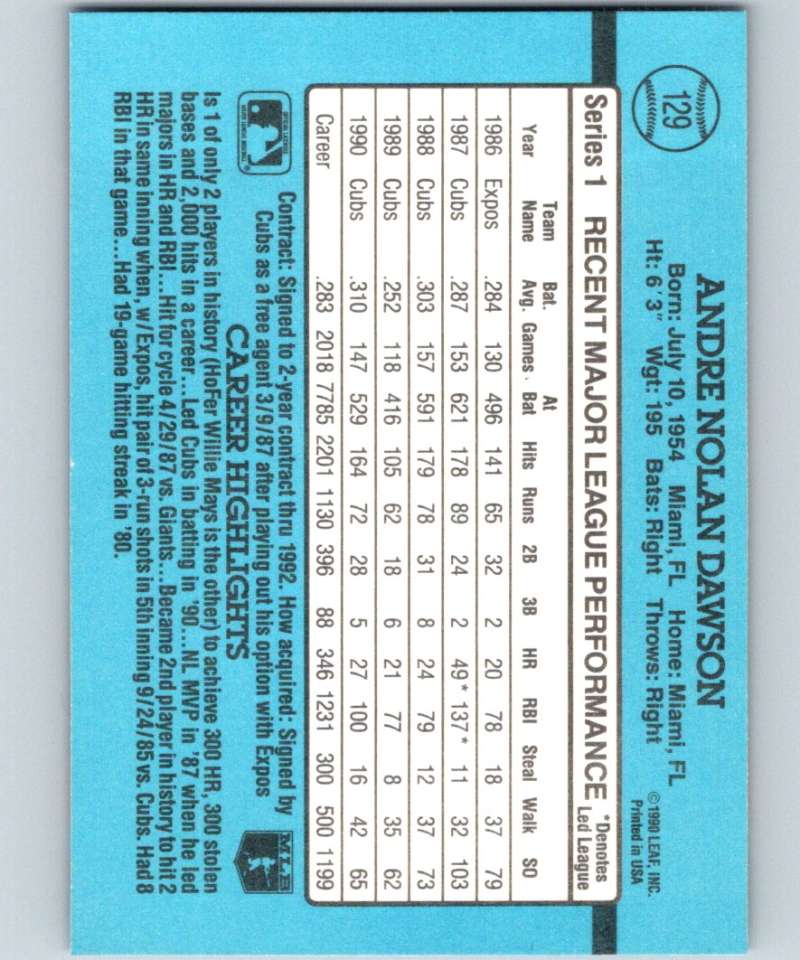 129
ANDRE NOLAN DAWSON
Born: July 10, 1954 Miami, FL Home: Miami, FL
Ht: 6'3" Wgt: 195 Bats: Right Throws: Right
©1990 LEAF, INC.
Printed in USA
Series 1 RECENT MAJOR LEAGUE PERFORMANCE *Denotes Led League
Year Team Name Bat. Avg. Games At Bat Hits Runs 2B 3B HR RBI Steal Walk SO
1986 Expos .284 130 496 141 65 32 2 20 78 18 37 79
1987 Cubs .287 153 621 178 89 24 2 49* 137* 11 32 103
1988 Cubs .303 157 591 179 78 31 8 24 79 12 37 73
1989 Cubs .252 118 416 105 62 18 6 21 77 8 35 62
1990 Cubs .310 147 529 164 72 28 5 27 100 16 42 65
Career .283 2018 7785 2201 1130 396 88 346 1231 300 500 1199
Contract: Signed to 2-year contract thru 1992. How acquired: Signed by
Cubs as a free agent 3/9/87 after playing out his option with Expos
MLB
CAREER HIGHLIGHTS
Is 1 of only 2 players in history (HoFer Willie Mays is the other) to achieve 300 HR, 300 stolen
bases and 2,000 hits in a career...Led Cubs in batting in '90...NL MVP in '87 when he led
majors in HR and RBI...Hit for cycle 4/29/87 vs. Giants...Became 2nd player in history to hit 2
HR in same inning when, w/Expos, hit pair of 3-run shots in 5th inning 9/24/85 vs. Cubs. Had 8
RBI in that game...Had 19-game hitting streak in '80.